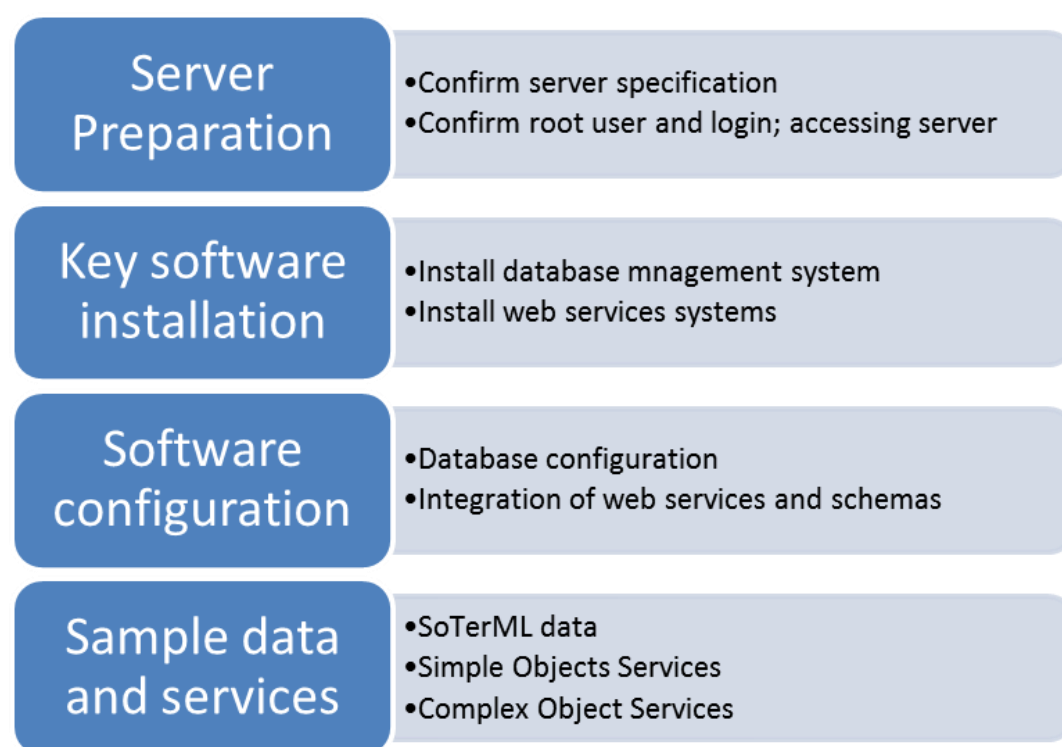 Server
Preparation
•Confirm server specification
•Confirm root user and login; accessing server
Key software
installation
•Install database mnagement system
•Install web services systems
Software
configuration
•Database configuration
•Integration of web services and schemas
Sample data
and services
•SoTerML data
•Simple Objects Services
•Complex Object Services